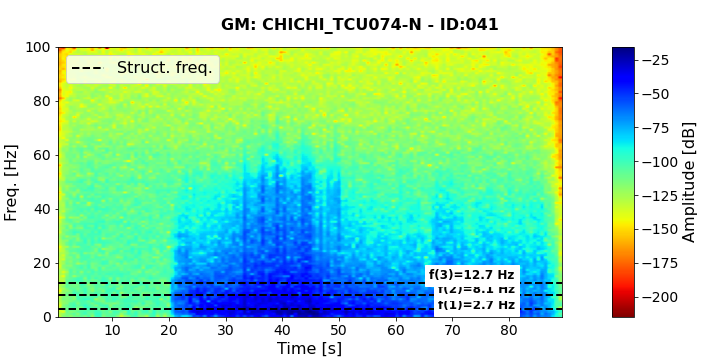 GM: CHICHI_TCU074-N - ID:041
100
80
60
40
20
0
Freq. [Hz]
Struct. freq.
f(3)=12.7 Hz
f(2)=8.1 Hz
f(1)=2.7 Hz
10 20 30 40 50 60 70 80
Time [s]
−25
−50
−75
−100
−125
−150
−175
−200
Amplitude [dB]